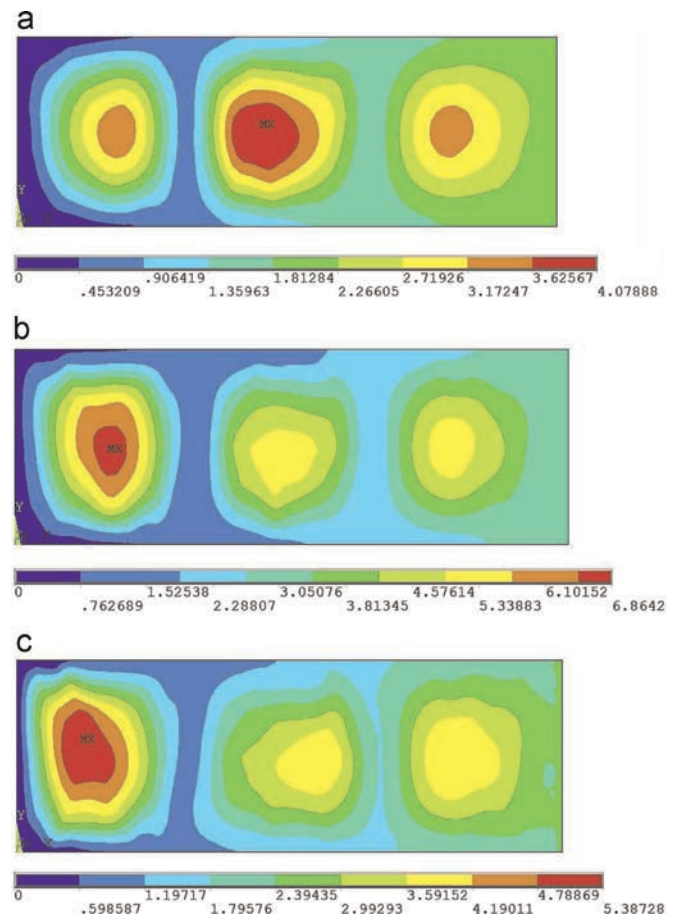 a
MX
Y
0 .906419 1.81284 2.71926 3.62567
.453209 1.35963 2.26605 3.17247 4.07888
b
MX
Y
0 1.52538 3.05076 4.57614 6.10152
.762689 2.28807 3.81345 5.33883 6.8642
c
MX
Y
0 1.19717 2.39435 3.59152 4.78869
.598587 1.79576 2.99293 4.19011 5.38728